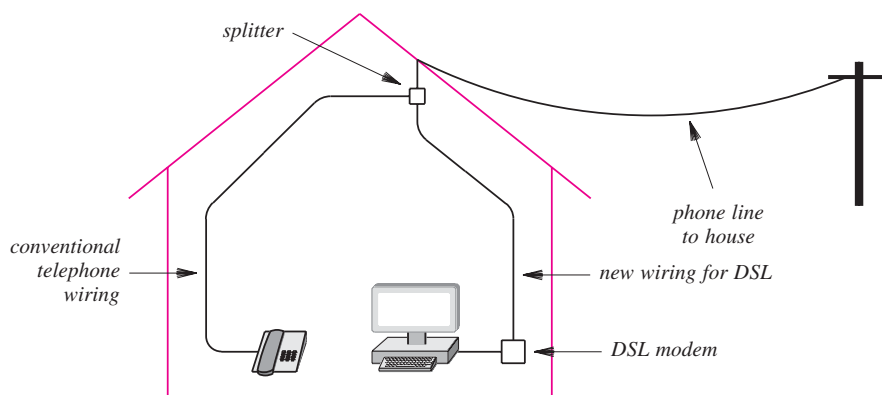 splitter
phone line
to house
conventional
telephone
wiring
new wiring for DSL
DSL modem